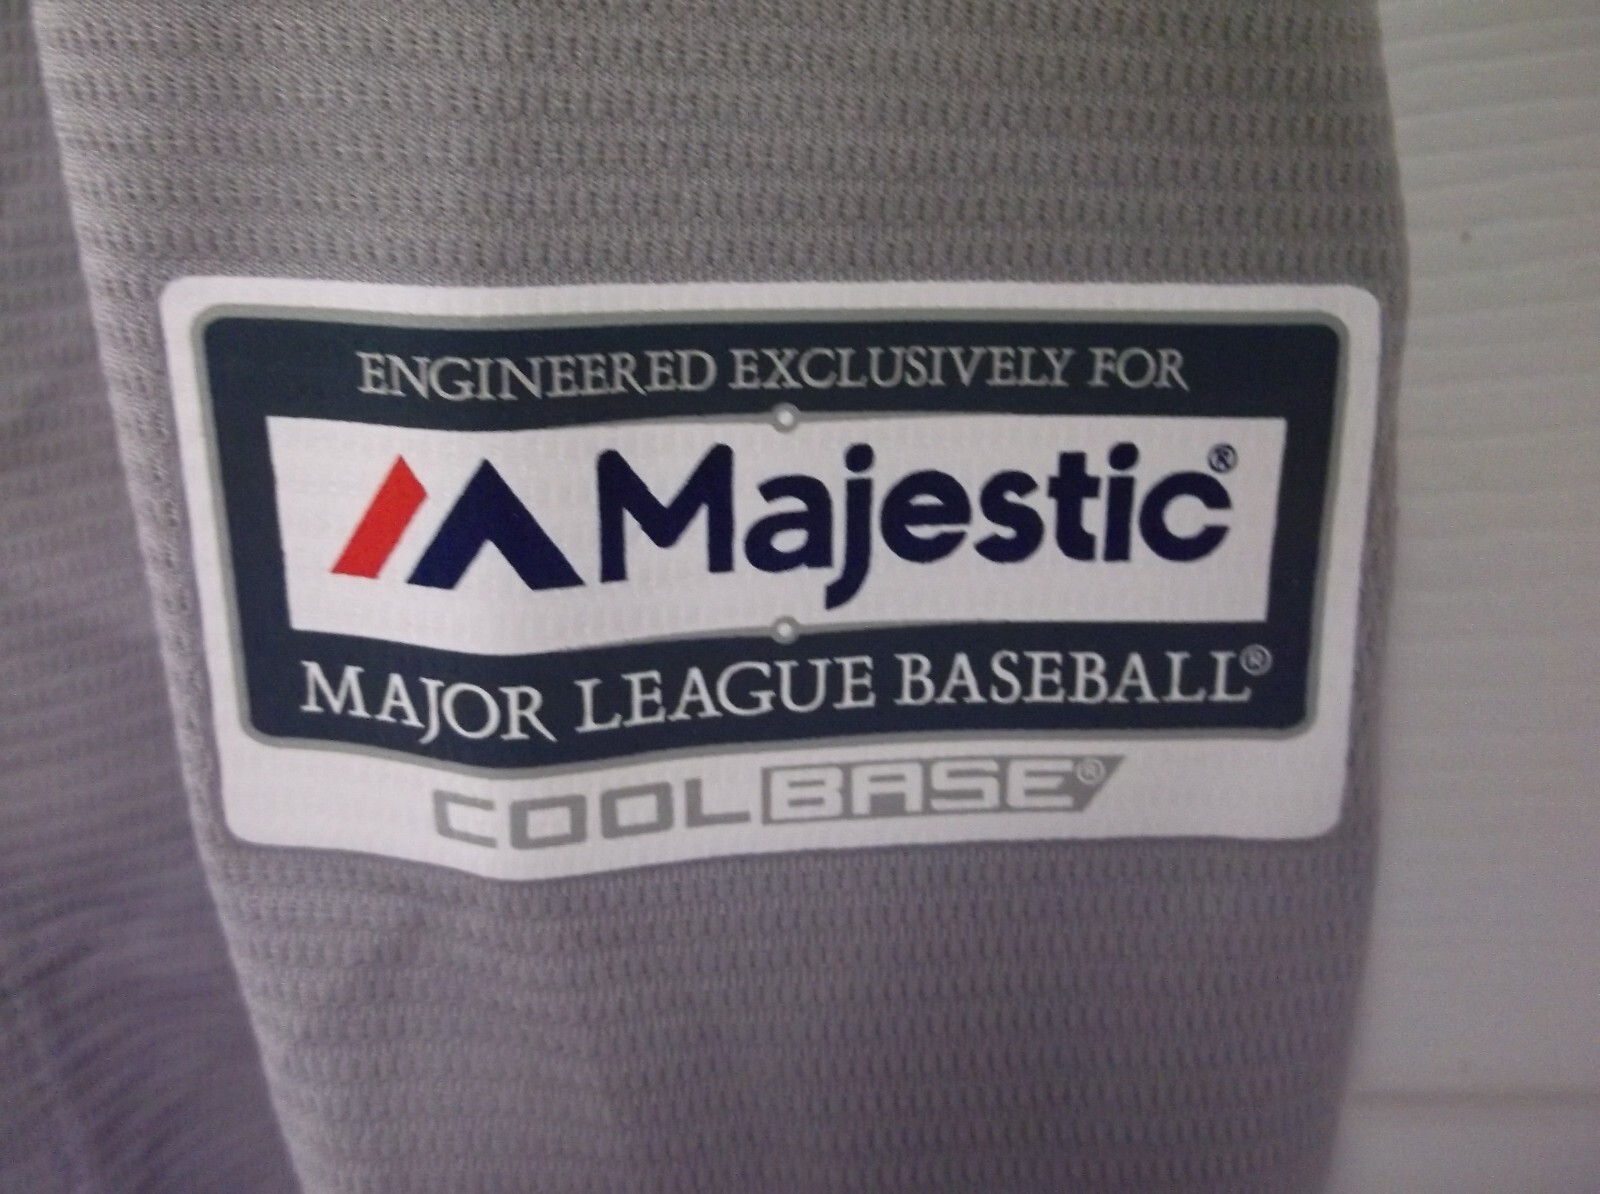 ENGINEERED EXCLUSIVELY FOR
Majestic®
MAJOR LEAGUE BASEBALL®
COOLBASE®